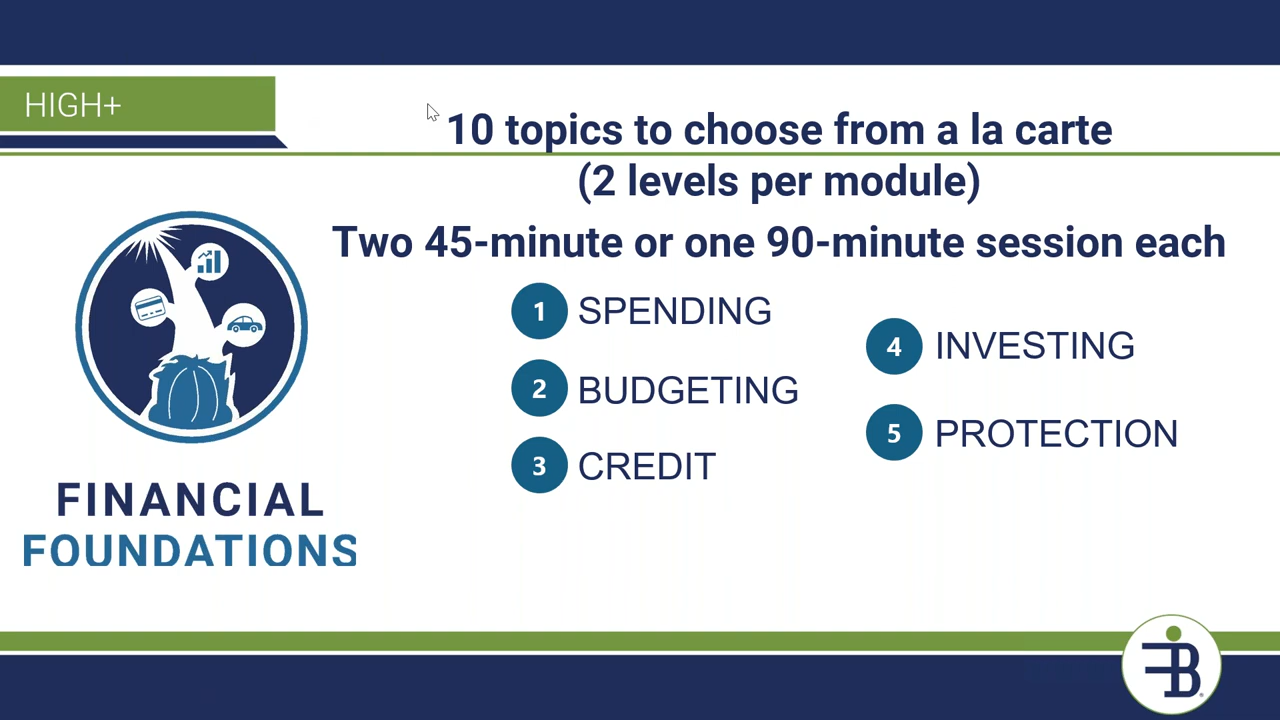 HIGH+
10 topics to choose from a la carte
(2 levels per module)
Two 45-minute or one 90-minute session each
1 SPENDING
2 BUDGETING
3 CREDIT
4 INVESTING
5 PROTECTION
FINANCIAL
FOUNDATIONS